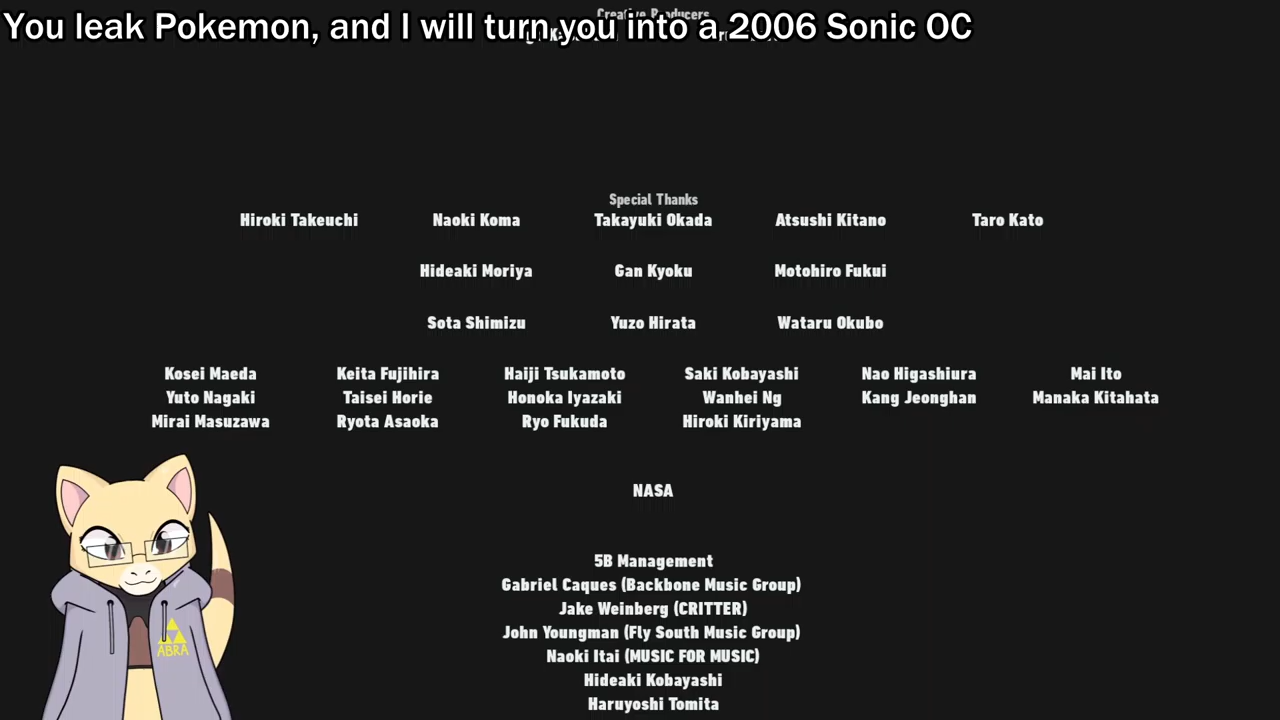 You leak Pokemon, and I will turn you into a 2006 Sonic OC
Creative Producers
Special Thanks
Hiroki Takeuchi Naoki Koma Takayuki Okada Atsushi Kitano Taro Kato
Hideaki Moriya Gan Kyoku Motohiro Fukui
Sota Shimizu Yuzo Hirata Wataru Okubo
Kosei Maeda Keita Fujihira Haiji Tsukamoto Saki Kobayashi Nao Higashiura Mai Ito
Yuto Nagaki Taisei Horie Honoka Iyazaki Wanhei Ng Kang Jeonghan Manaka Kitahata
Mirai Masuzawa Ryota Asaoka Ryo Fukuda Hiroki Kiriyama
NASA
5B Management
Gabriel Caques (Backbone Music Group)
Jake Weinberg (CRITTER)
John Youngman (Fly South Music Group)
Naoki Itai (MUSIC FOR MUSIC)
Hideaki Kobayashi
Haruyoshi Tomita
ABRA